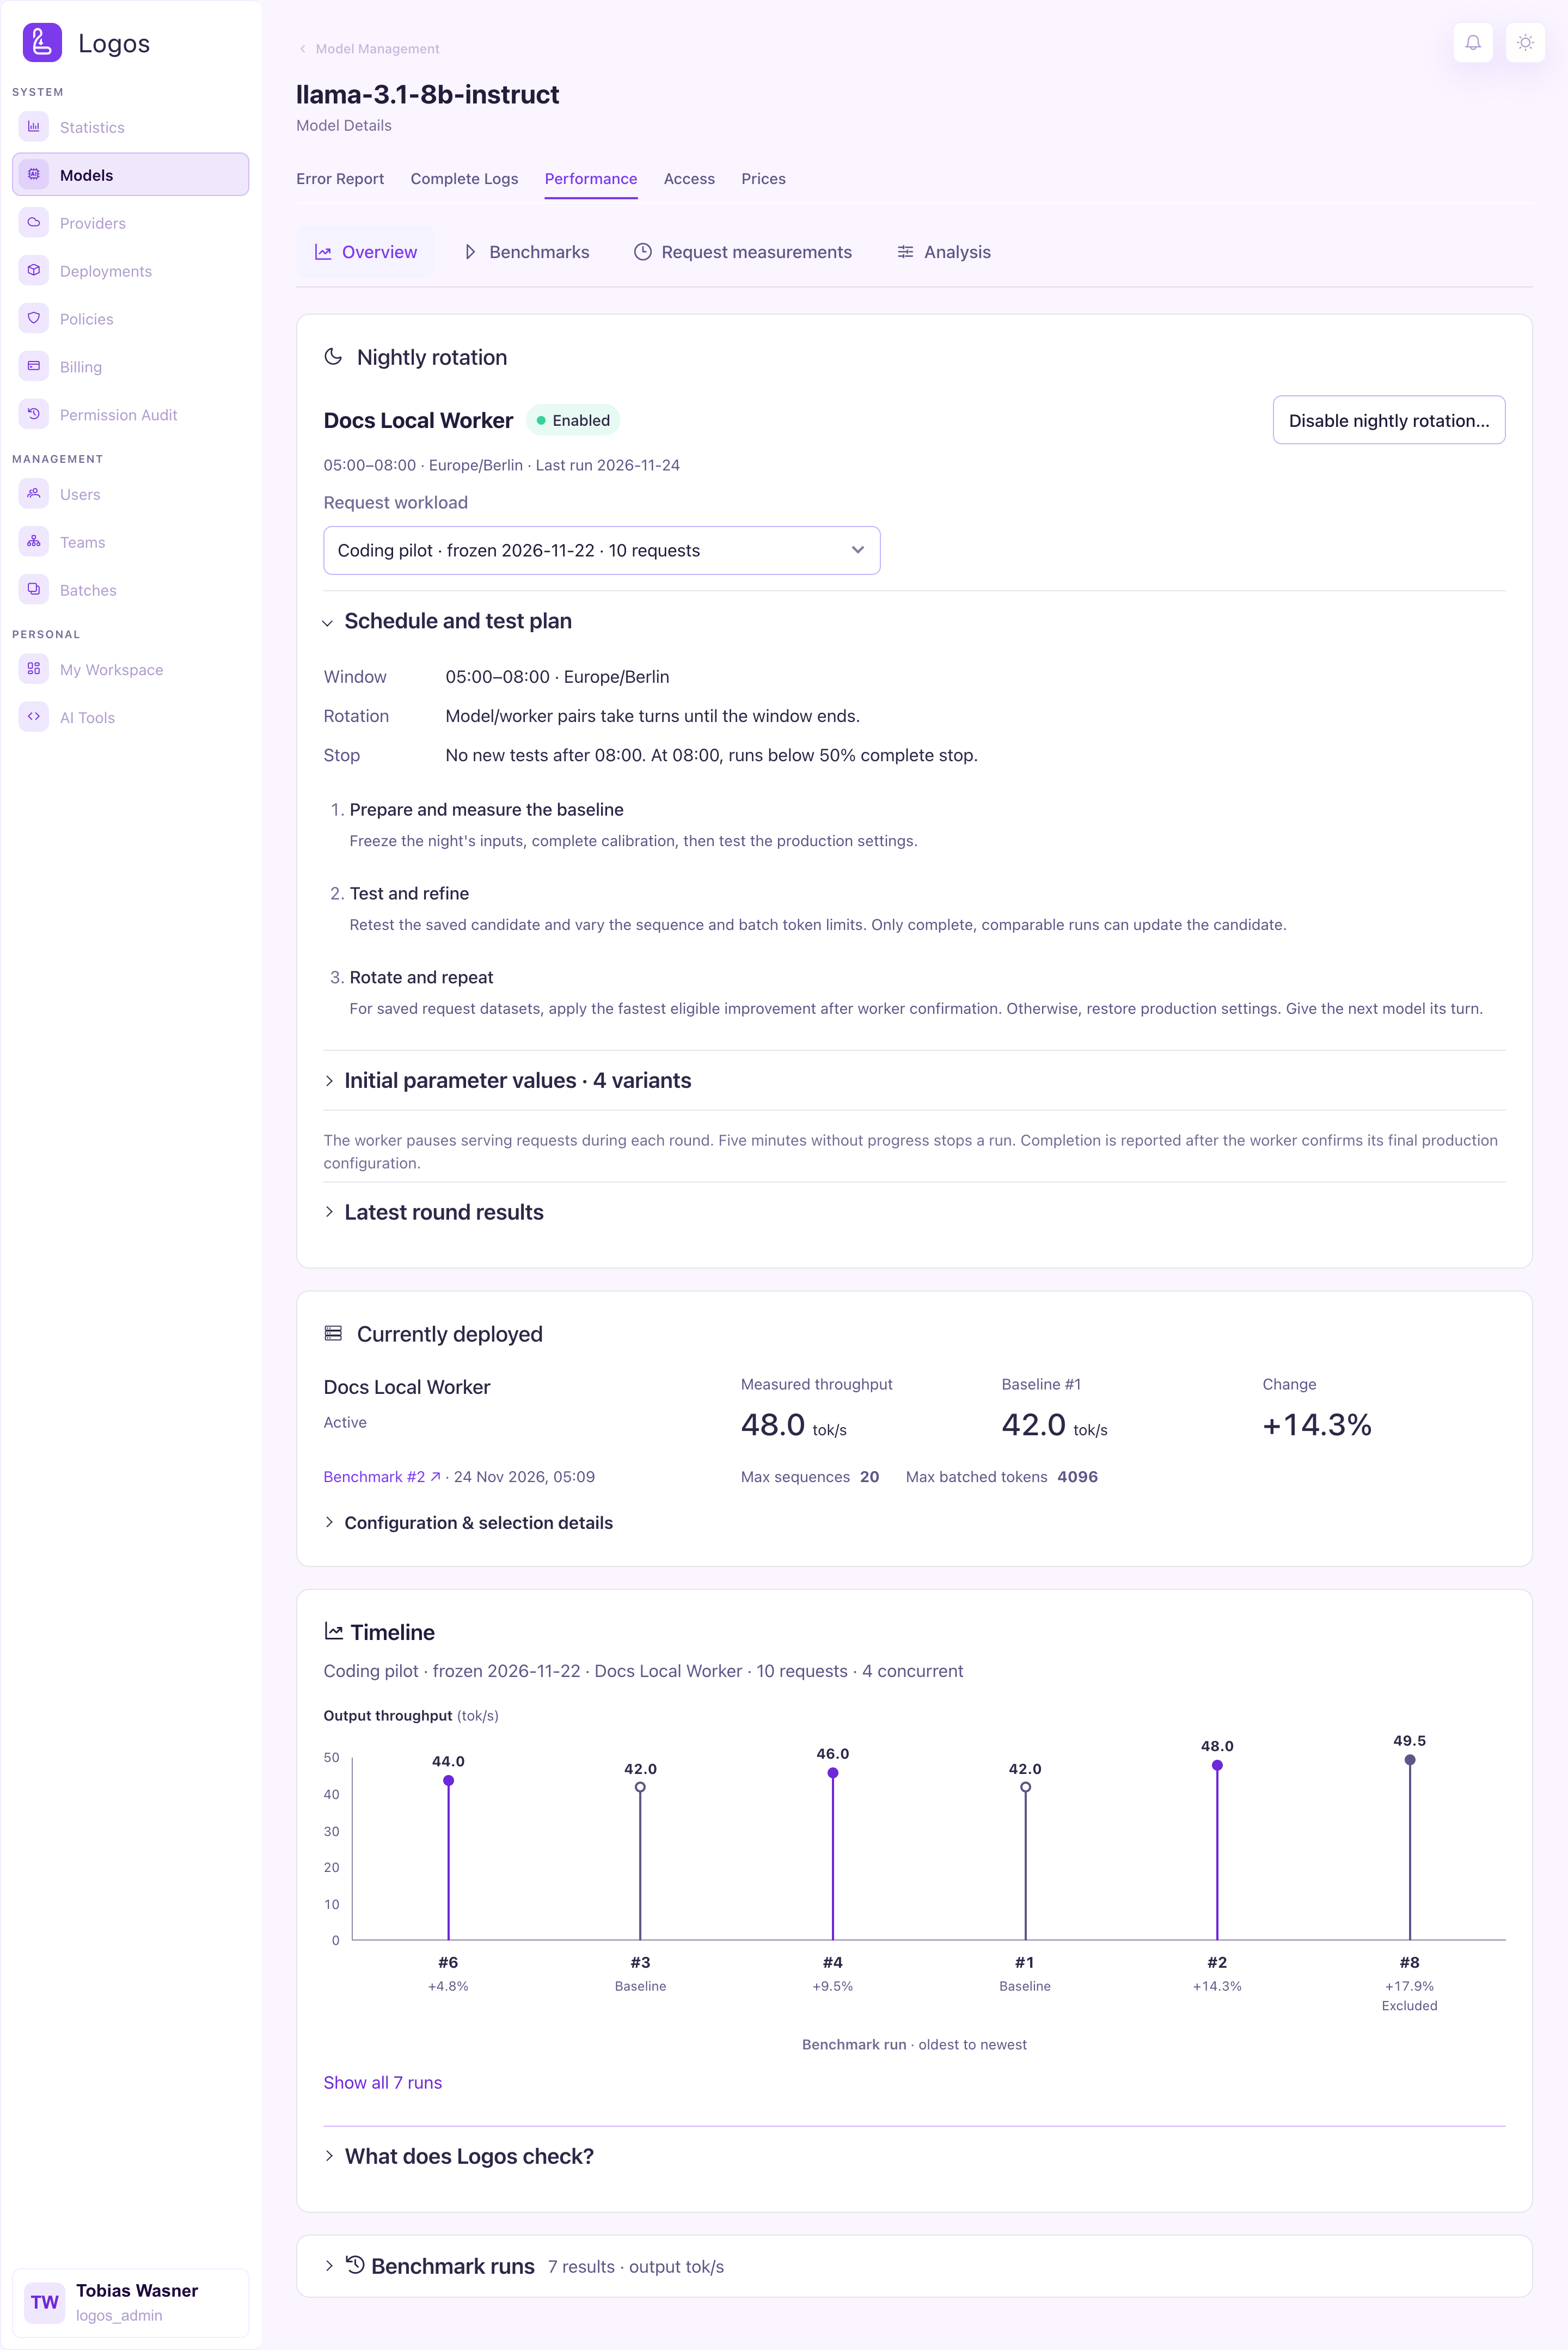 Logos
SYSTEM
Statistics
Models
Providers
Deployments
Policies
Billing
Permission Audit
MANAGEMENT
Users
Teams
Batches
PERSONAL
My Workspace
AI Tools
TW
Tobias Wasner
logos_admin
Model Management
llama-3.1-8b-instruct
Model Details
Error Report Complete Logs Performance Access Prices
Overview Benchmarks Request measurements Analysis
Nightly rotation
Docs Local Worker Enabled Disable nightly rotation...
05:00–08:00 · Europe/Berlin · Last run 2026-11-24
Request workload
Coding pilot · frozen 2026-11-22 · 10 requests
Schedule and test plan
Window 05:00–08:00 · Europe/Berlin
Rotation Model/worker pairs take turns until the window ends.
Stop No new tests after 08:00. At 08:00, runs below 50% complete stop.
1. Prepare and measure the baseline
Freeze the night's inputs, complete calibration, then test the production settings.
2. Test and refine
Retest the saved candidate and vary the sequence and batch token limits. Only complete, comparable runs can update the candidate.
3. Rotate and repeat
For saved request datasets, apply the fastest eligible improvement after worker confirmation. Otherwise, restore production settings. Give the next model its turn.
Initial parameter values · 4 variants
The worker pauses serving requests during each round. Five minutes without progress stops a run. Completion is reported after the worker confirms its final production
configuration.
Latest round results
Currently deployed
Docs Local Worker Measured throughput Baseline #1 Change
Active 48.0 tok/s 42.0 tok/s +14.3%
Benchmark #2 ↗ · 24 Nov 2026, 05:09 Max sequences 20 Max batched tokens 4096
Configuration & selection details
Timeline
Coding pilot · frozen 2026-11-22 · Docs Local Worker · 10 requests · 4 concurrent
Output throughput (tok/s)
44.0 42.0 46.0 42.0 48.0 49.5
50
40
30
20
10
0
#6 #3 #4 #1 #2 #8
+4.8% Baseline +9.5% Baseline +14.3% +17.9%
Excluded
Benchmark run · oldest to newest
Show all 7 runs
What does Logos check?
Benchmark runs 7 results · output tok/s